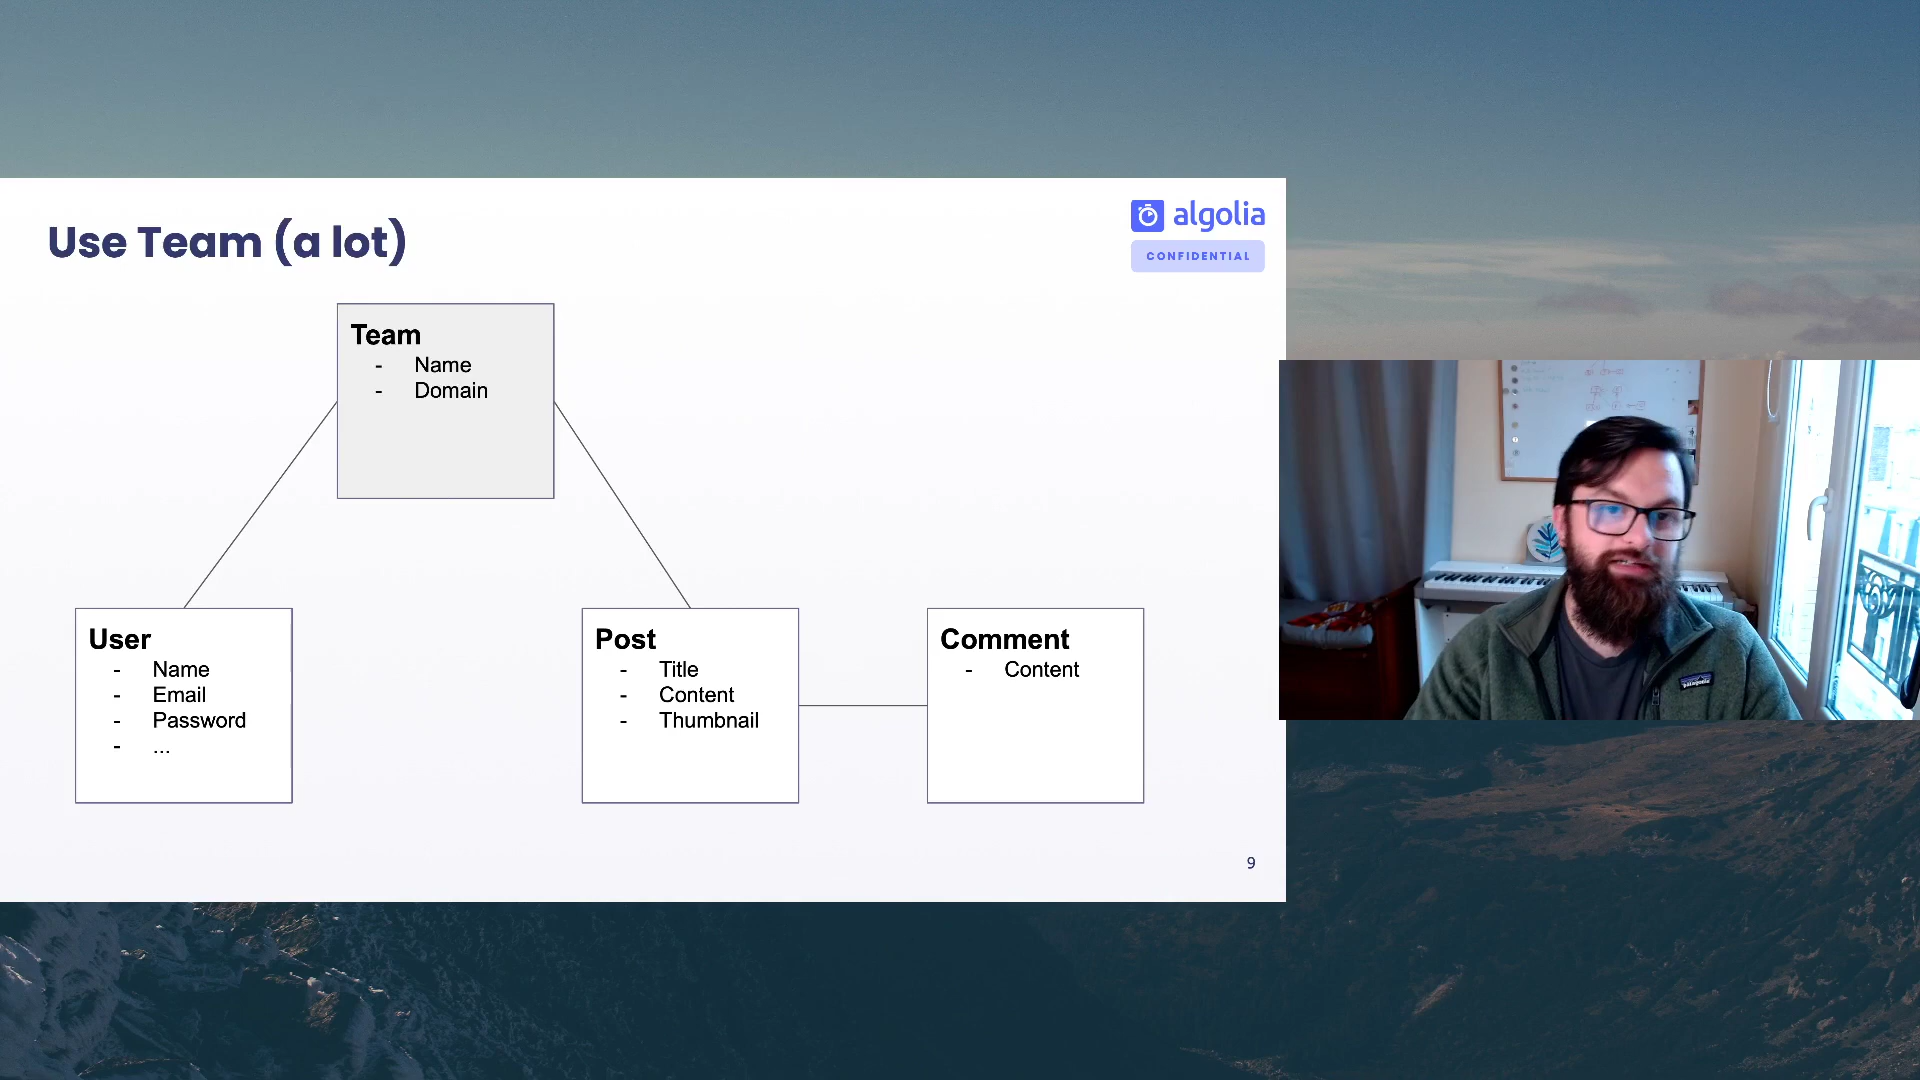 Use Team (a lot)
algolia
CONFIDENTIAL
Team
- Name
- Domain
User
- Name
- Email
- Password
- ...
Post
- Title
- Content
- Thumbnail
Comment
- Content
9
patagonia